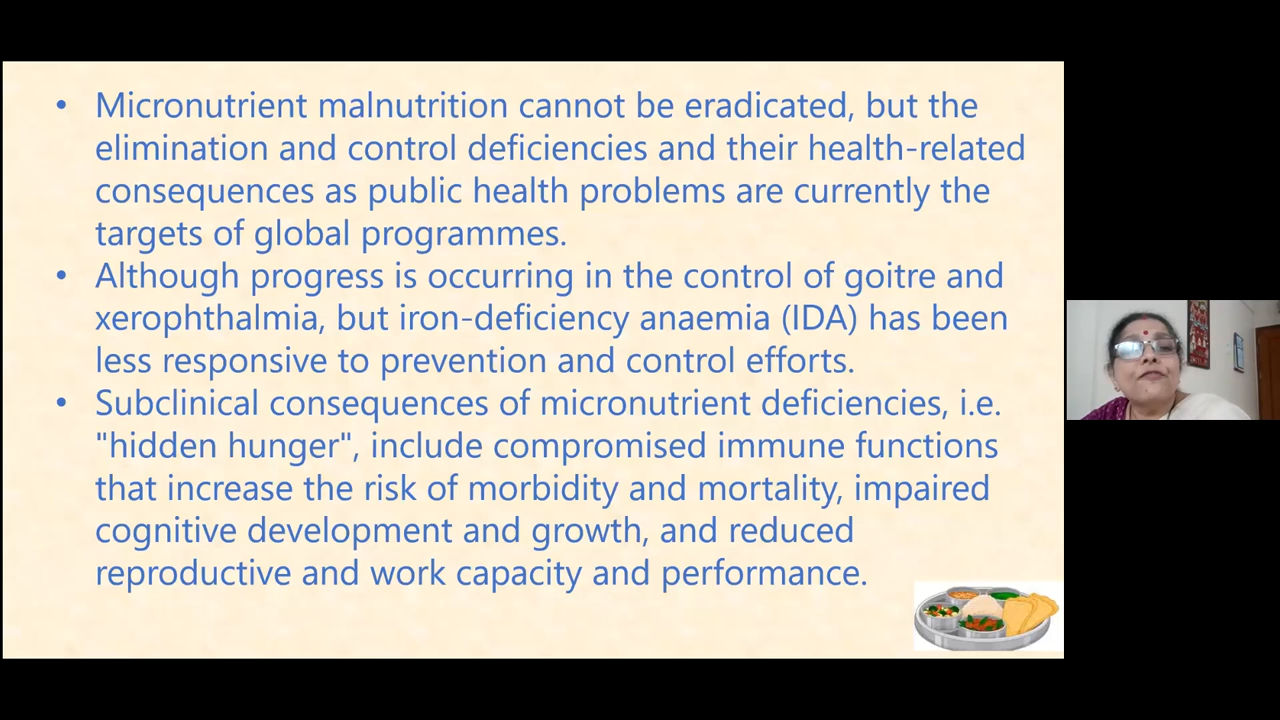 • Micronutrient malnutrition cannot be eradicated, but the
elimination and control deficiencies and their health-related
consequences as public health problems are currently the
targets of global programmes.
• Although progress is occurring in the control of goitre and
xerophthalmia, but iron-deficiency anaemia (IDA) has been
less responsive to prevention and control efforts.
• Subclinical consequences of micronutrient deficiencies, i.e.
"hidden hunger", include compromised immune functions
that increase the risk of morbidity and mortality, impaired
cognitive development and growth, and reduced
reproductive and work capacity and performance.